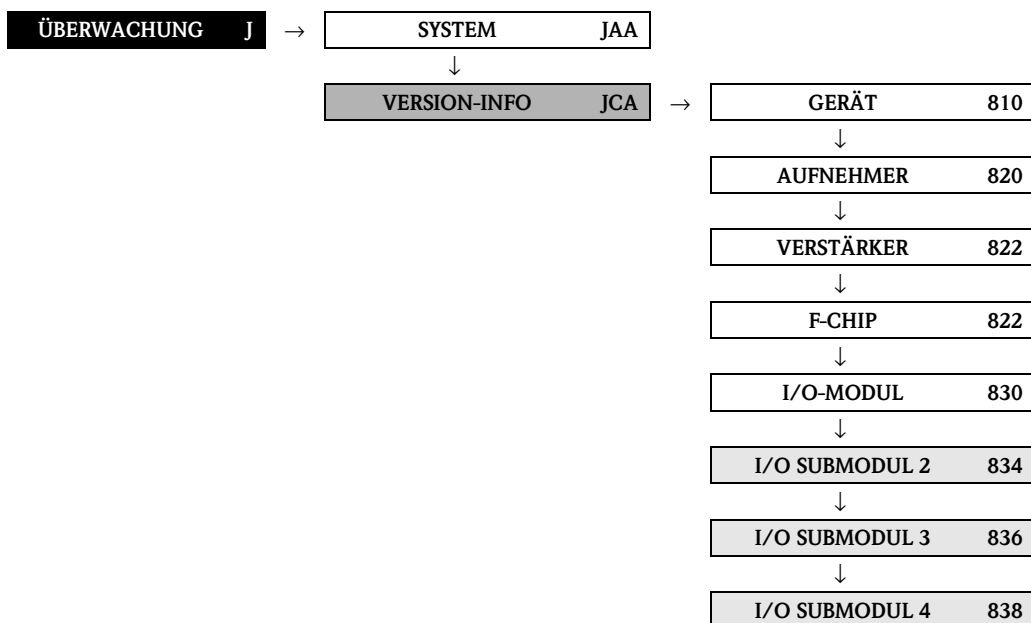 ÜBERWACHUNG J → SYSTEM JAA
↓
VERSION-INFO JCA → GERÄT 810
↓
AUFNEHMER 820
↓
VERSTÄRKER 822
↓
F-CHIP 822
↓
I/O-MODUL 830
↓
I/O SUBMODUL 2 834
↓
I/O SUBMODUL 3 836
↓
I/O SUBMODUL 4 838